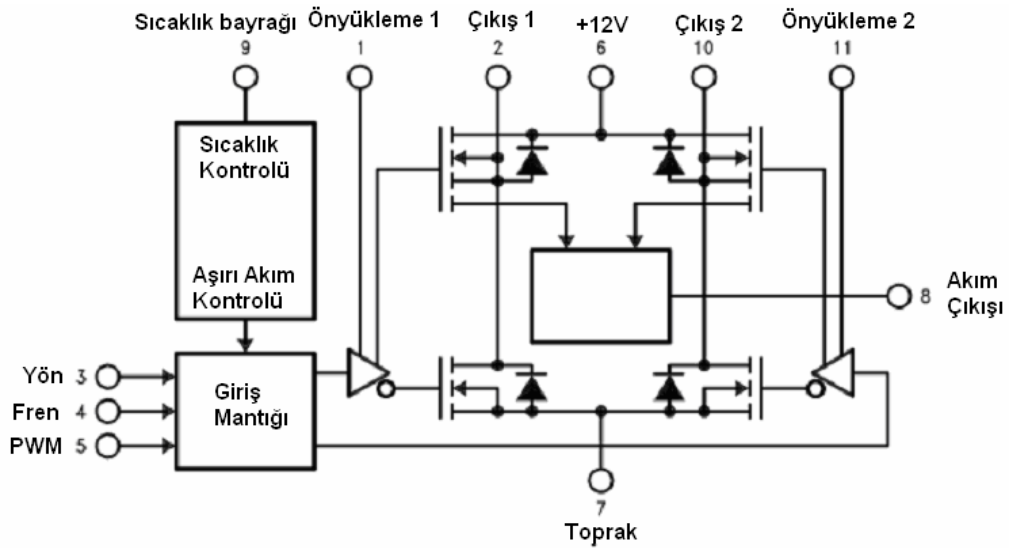 Sıcaklık bayrağı
Önyükleme 1
Çıkış 1
+12V
Çıkış 2
Önyükleme 2
9
1
2
6
10
11
Sıcaklık
Kontrolü
Aşırı Akım
Kontrolü
8
Akım
Çıkışı
Yön 3
Fren 4
PWM 5
Giriş
Mantığı
7
Toprak